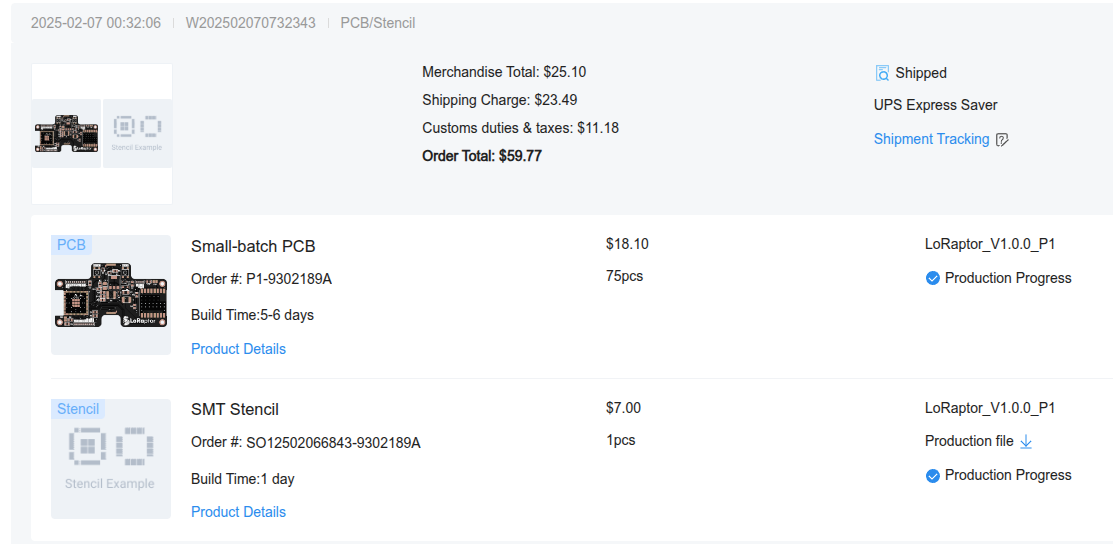 2025-02-07 00:32:06 | W202502070732343 | PCB/Stencil
Stencil Example
LoRaptor
Merchandise Total: $25.10
Shipping Charge: $23.49
Customs duties & taxes: $11.18
Order Total: $59.77
Shipped
UPS Express Saver
Shipment Tracking
PCB
LoRaptor
Small-batch PCB
Order #: P1-9302189A
Build Time:5-6 days
Product Details
$18.10
75pcs
LoRaptor_V1.0.0_P1
Production Progress
Stencil
Stencil Example
SMT Stencil
Order #: SO12502066843-9302189A
Build Time:1 day
Product Details
$7.00
1pcs
LoRaptor_V1.0.0_P1
Production file
Production Progress